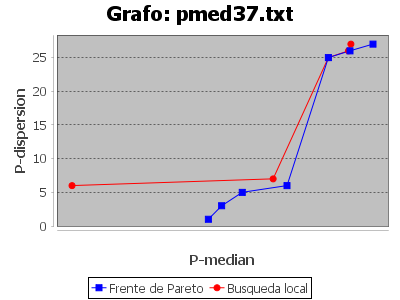 Grafo: pmed37.txt
P-dispersion
25
20
15
10
5
0
P-median
Frente de Pareto
Busqueda local